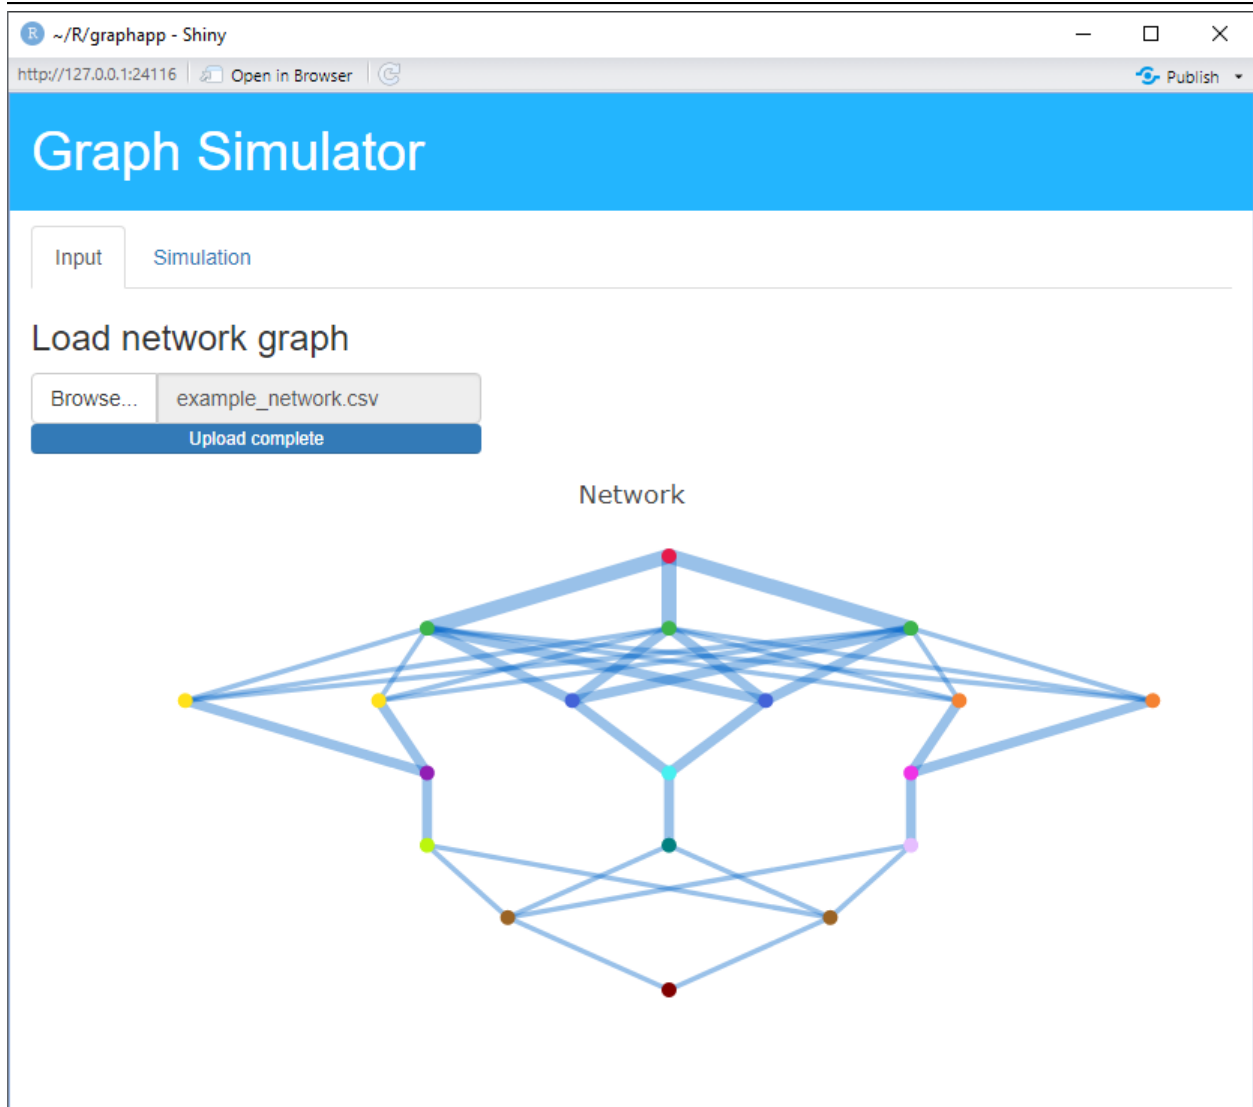 R ~/R/graphapp - Shiny
http://127.0.0.1:24116 Open in Browser Publish
Graph Simulator
Input Simulation
Load network graph
Browse... example_network.csv
Upload complete
Network